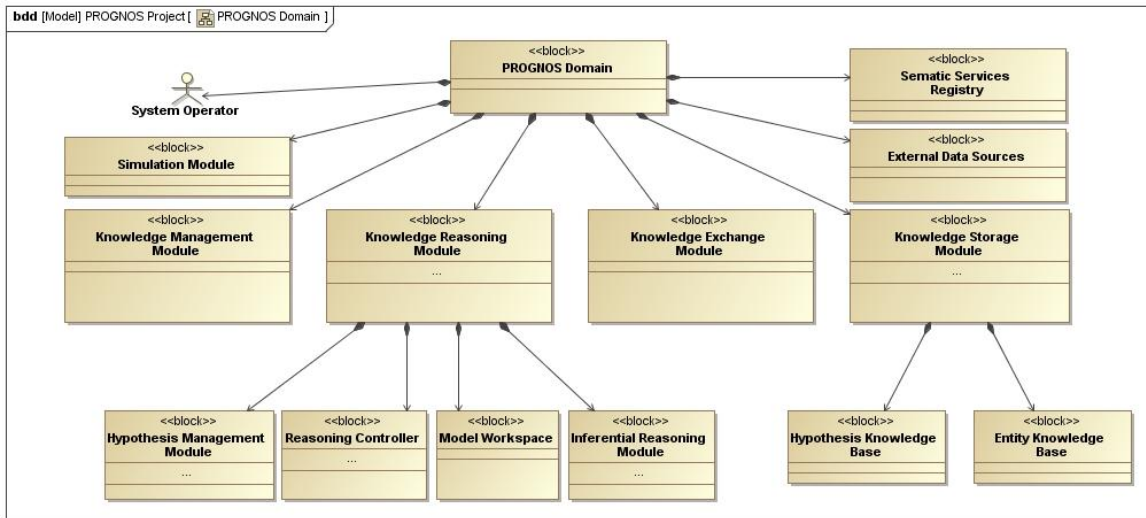 bdd [Model] PROGNOS Project [ PROGNOS Domain ]
<<block>>
PROGNOS Domain
System Operator
<<block>>
Sematic Services
Registry
<<block>>
Simulation Module
<<block>>
External Data Sources
<<block>>
Knowledge Management
Module
<<block>>
Knowledge Reasoning
Module
...
<<block>>
Knowledge Exchange
Module
<<block>>
Knowledge Storage
Module
...
<<block>>
Hypothesis Management
Module
...
<<block>>
Reasoning Controller
...
<<block>>
Model Workspace
<<block>>
Inferential Reasoning
Module
...
<<block>>
Hypothesis Knowledge
Base
<<block>>
Entity Knowledge
Base